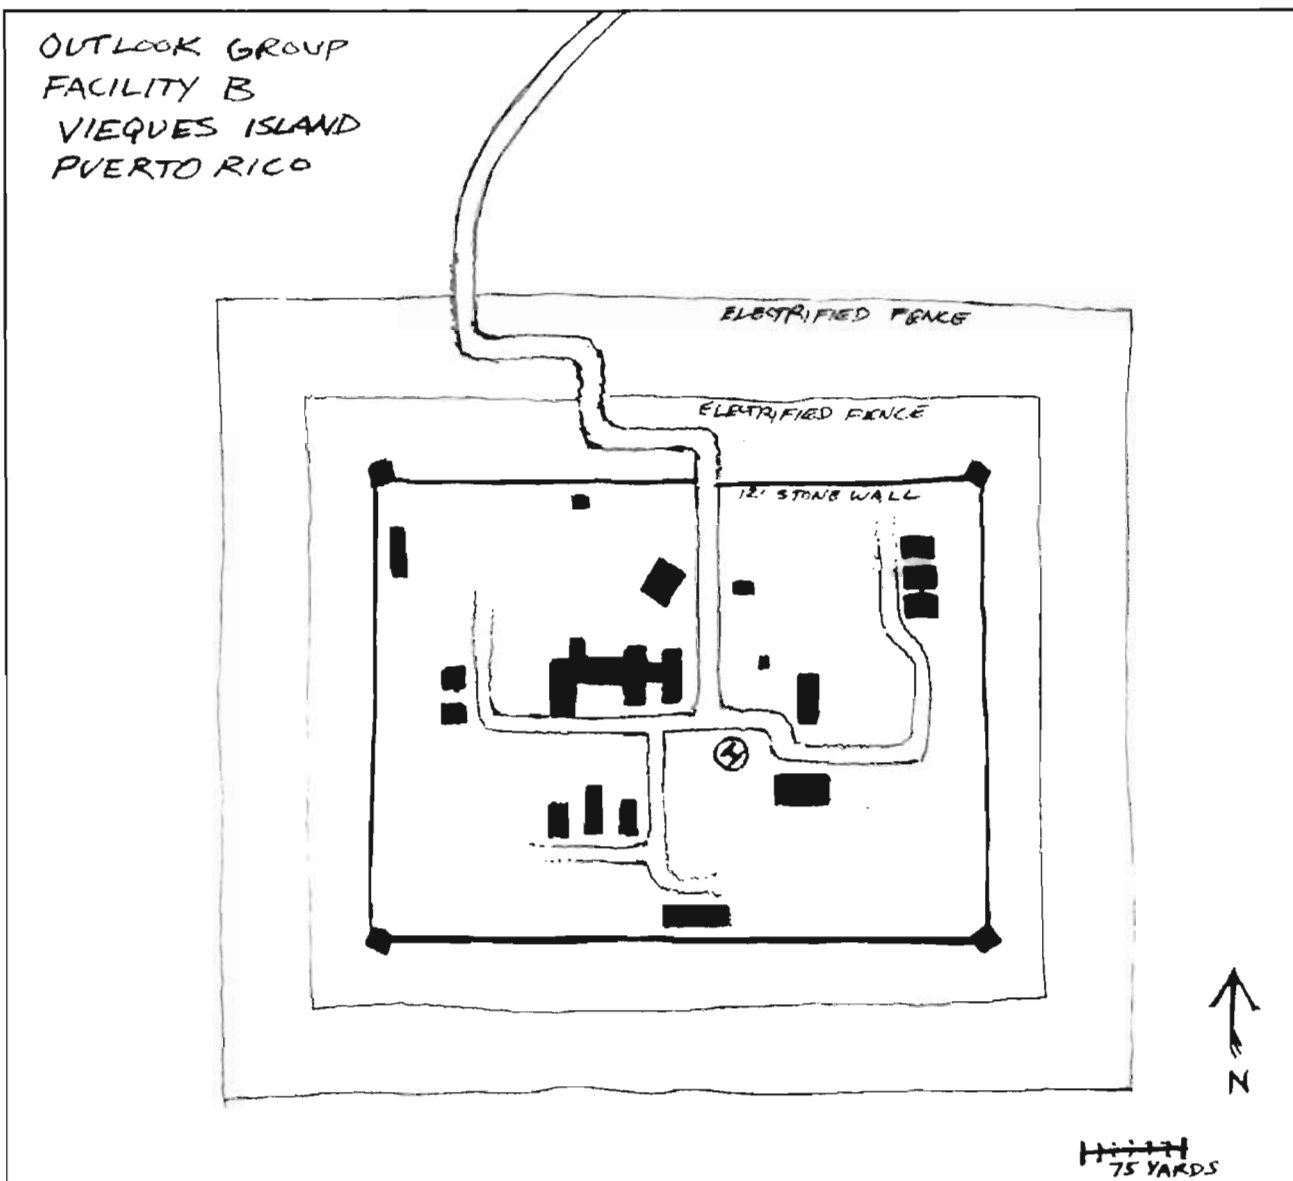 OUTLOOK GROUP
FACILITY B
VIEQUES ISLAND
PUERTO RICO
ELECTRIFIED FENCE
ELECTRIFIED FENCE
12' STONE WALL
H
N
75 YARDS